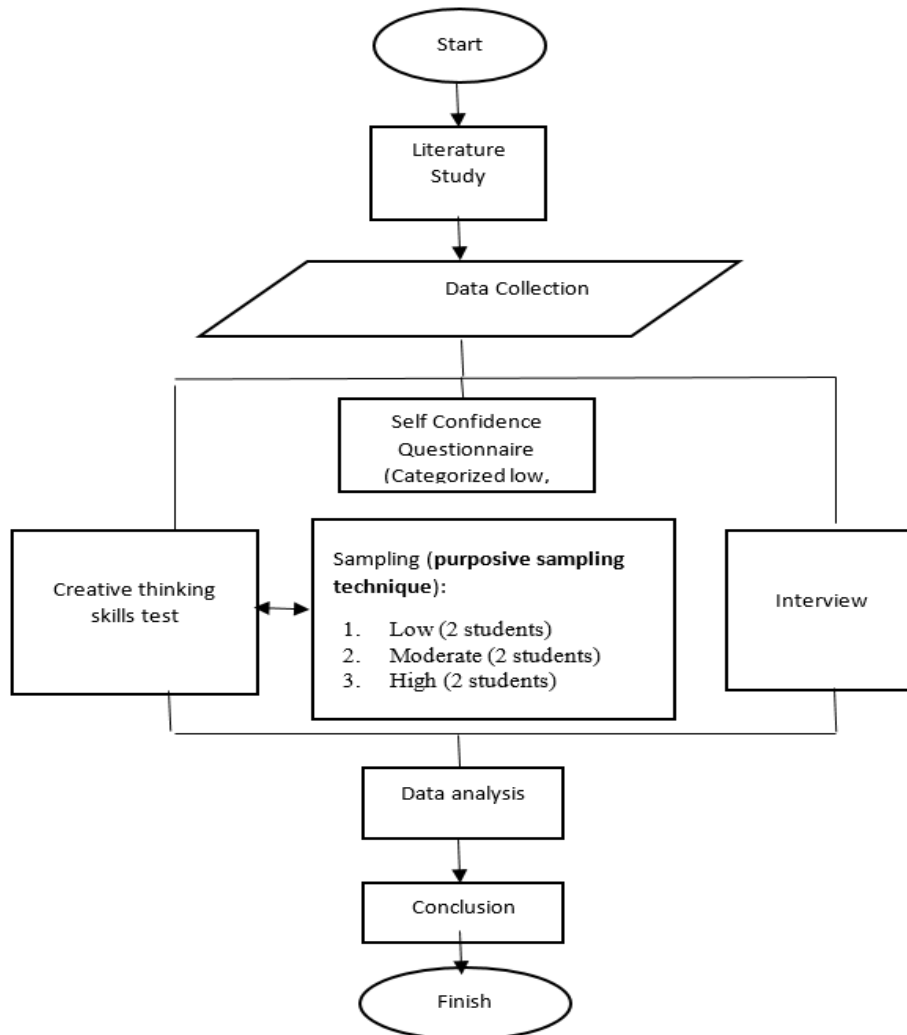 Start
Literature
Study
Data Collection
Self Confidence
Questionnaire
(Categorized low,
Creative thinking
skills test
Sampling (purposive sampling
technique):
1. Low (2 students)
2. Moderate (2 students)
3. High (2 students)
Interview
Data analysis
Conclusion
Finish